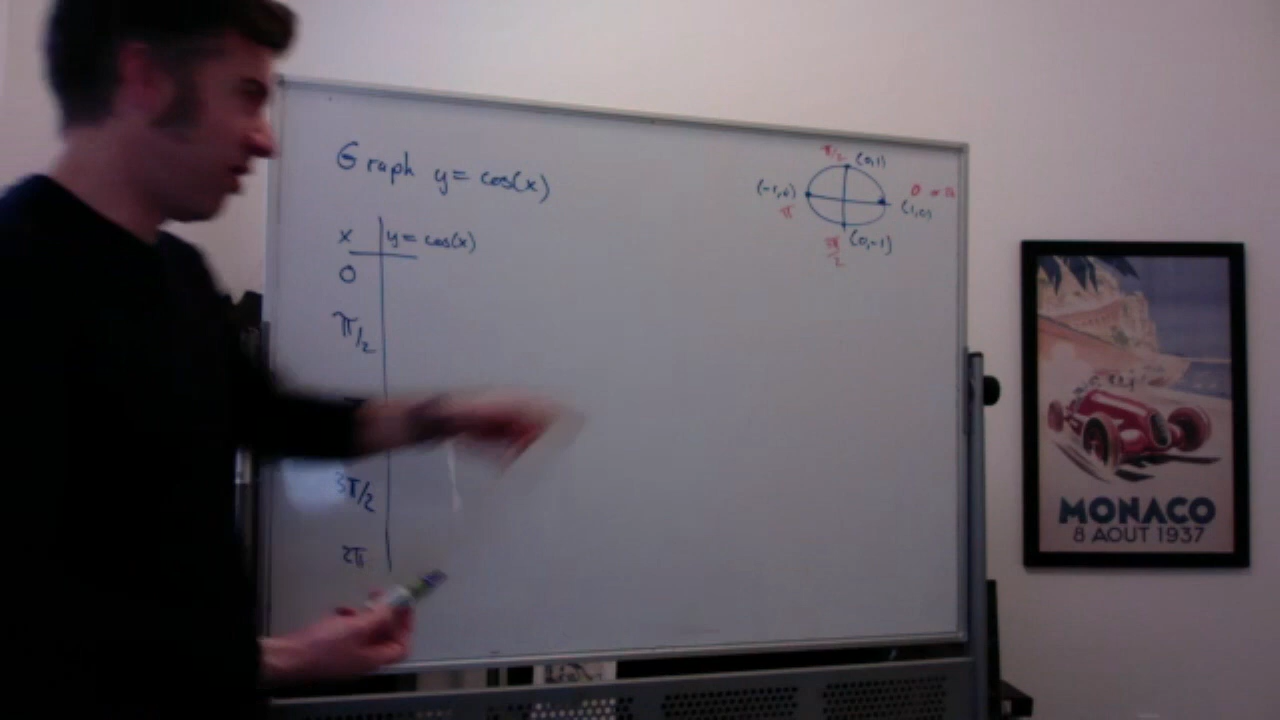 Graph y = cos(x)
x y = cos(x)
0
π/2
3π/2
2π
π/2 (0,1)
(-1,0) 0
π (1,0)
3π/2 (0,-1)
MONACO
8 AOUT 1937